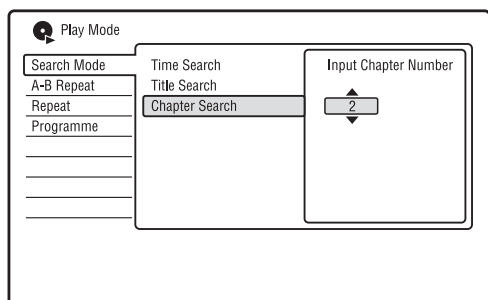 Play Mode
Search Mode
A-B Repeat
Repeat
Programme
Time Search
Title Search
Chapter Search
Input Chapter Number
2